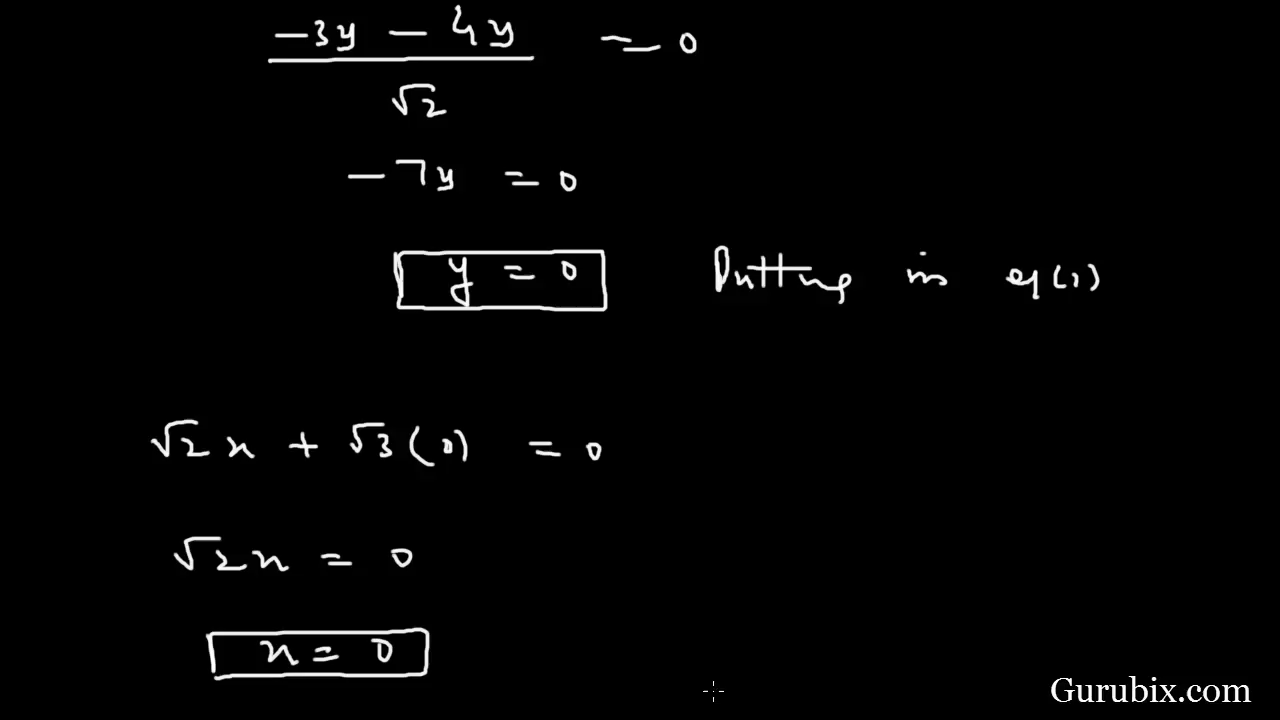 -3y - 4y = 0
√2
-7y = 0
y = 0 Putting in eq(1)
√2x + √3(0) = 0
√2x = 0
x = 0
Gurubix.com